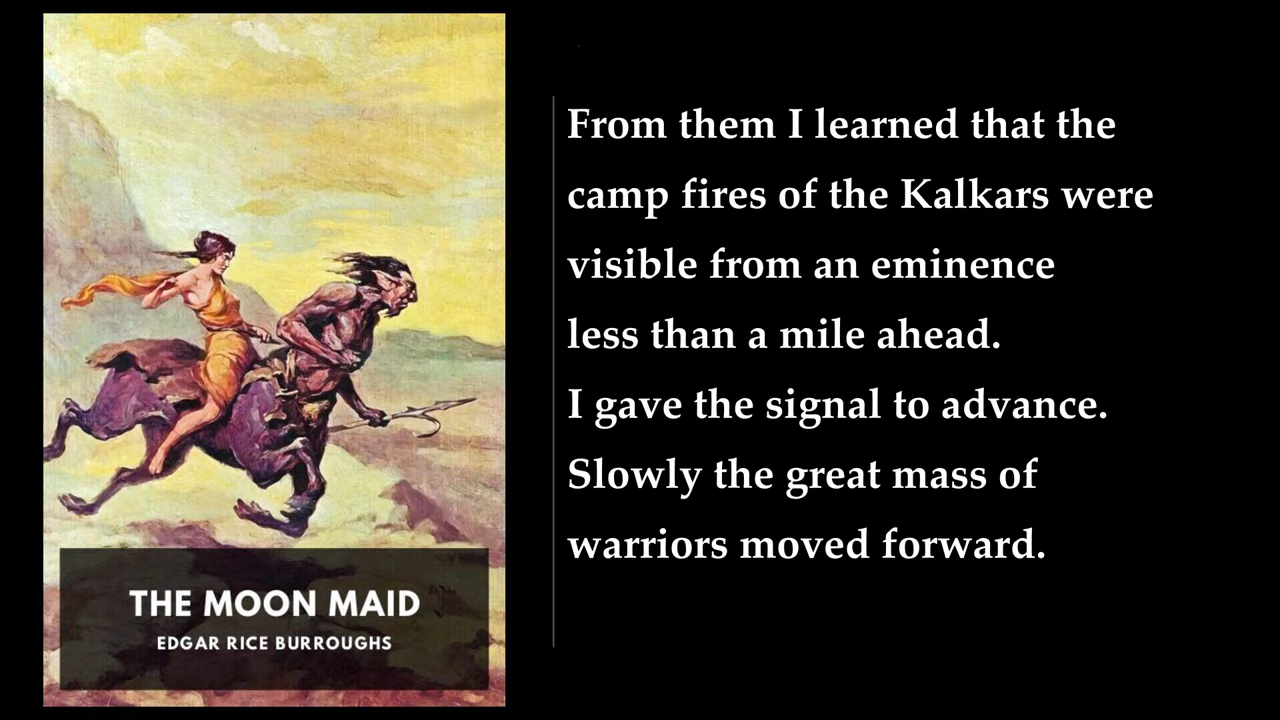 THE MOON MAID
EDGAR RICE BURROUGHS
From them I learned that the
camp fires of the Kalkars were
visible from an eminence
less than a mile ahead.
I gave the signal to advance.
Slowly the great mass of
warriors moved forward.